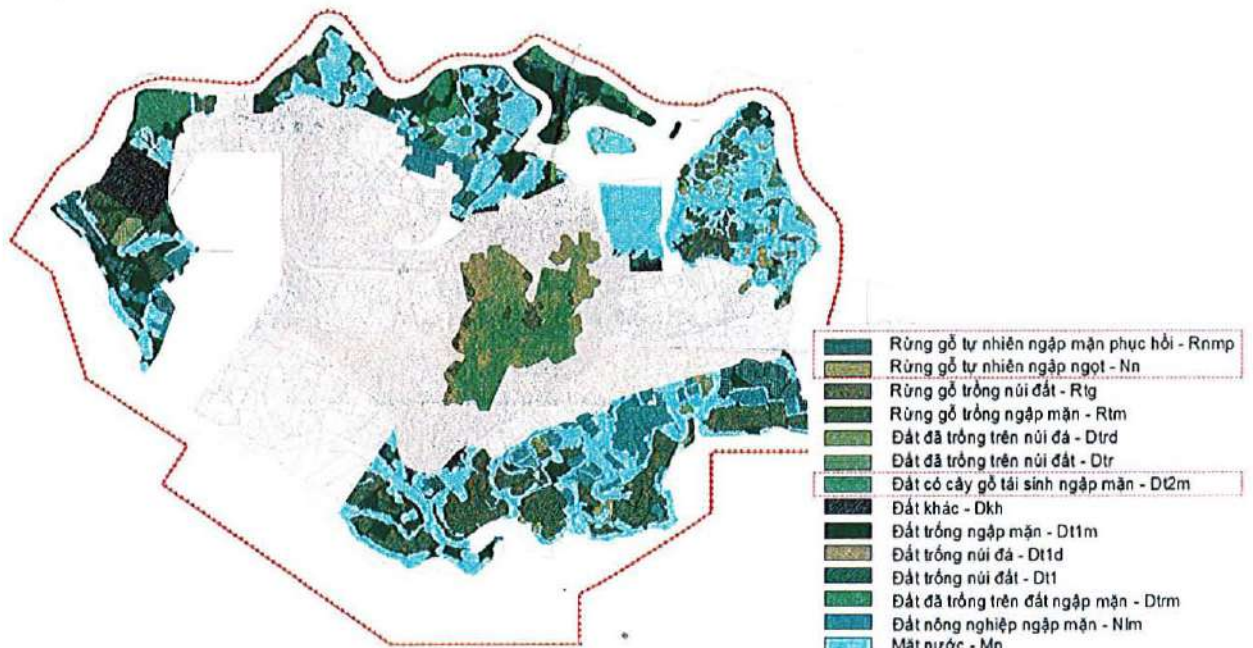 Rừng gỗ tự nhiên ngập mặn phục hồi - Rnmp
Rừng gỗ tự nhiên ngập ngọt - Nn
Rừng gỗ trồng núi đất - Rtg
Rừng gỗ trồng ngập mặn - Rtm
Đất đã trồng trên núi đá - Dtrd
Đất đã trồng trên núi đất - Dtr
Đất có cây gỗ tái sinh ngập mặn - Dt2m
Đất khác - Dkh
Đất trống ngập mặn - Dt1m
Đất trống núi đá - Dt1d
Đất trống núi đất - Dt1
Đất đã trồng trên đất ngập mặn - Dtrm
Đất nông nghiệp ngập mặn - Nlm
Mặt nước - Mn